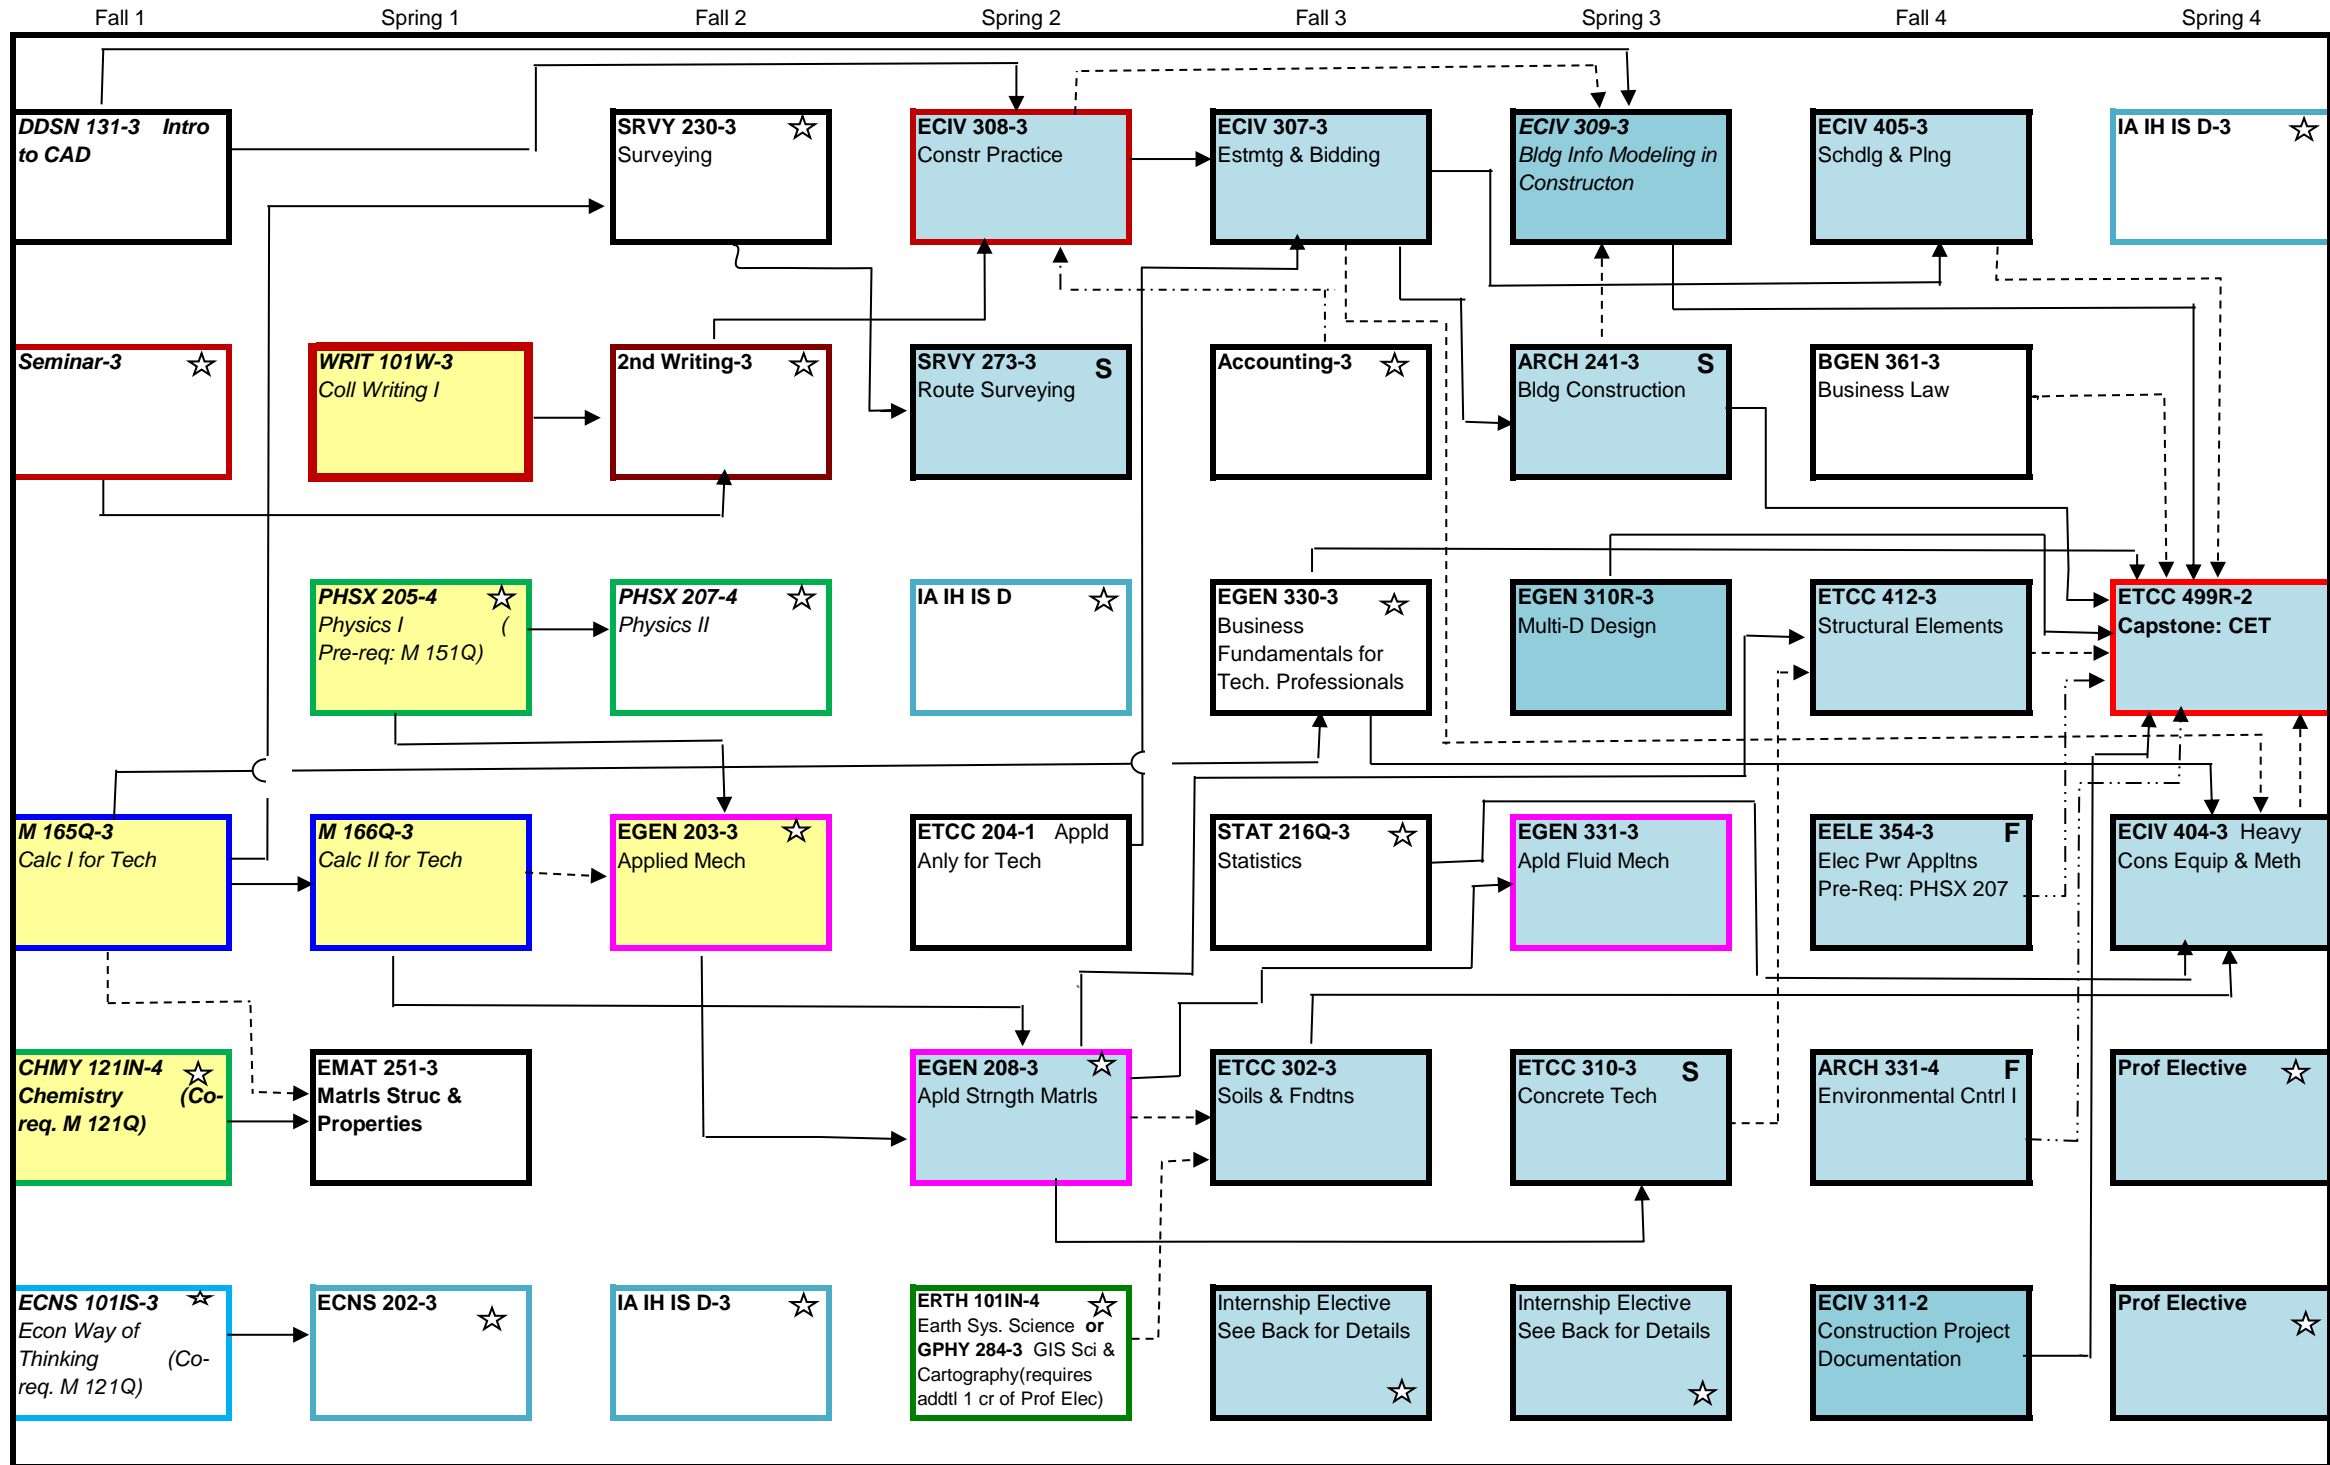 Fall 1 Spring 1 Fall 2 Spring 2 Fall 3 Spring 3 Fall 4 Spring 4
DDSN 131-3 Intro
to CAD
SRVY 230-3
Surveying
ECIV 308-3
Constr Practice
ECIV 307-3
Estmtg & Bidding
ECIV 309-3
Bldg Info Modeling in
Constructon
ECIV 405-3
Schdlg & Plng
IA IH IS D-3
Seminar-3
WRIT 101W-3
Coll Writing I
2nd Writing-3
SRVY 273-3 S
Route Surveying
Accounting-3
ARCH 241-3 S
Bldg Construction
BGEN 361-3
Business Law
PHSX 205-4
Physics I (
Pre-req: M 151Q)
PHSX 207-4
Physics II
IA IH IS D
EGEN 330-3
Business
Fundamentals for
Tech. Professionals
EGEN 310R-3
Multi-D Design
ETCC 412-3
Structural Elements
ETCC 499R-2
Capstone: CET
M 165Q-3
Calc I for Tech
M 166Q-3
Calc II for Tech
EGEN 203-3
Applied Mech
ETCC 204-1 Appld
Anly for Tech
STAT 216Q-3
Statistics
EGEN 331-3
Apld Fluid Mech
EELE 354-3 F
Elec Pwr Appltns
Pre-Req: PHSX 207
ECIV 404-3 Heavy
Cons Equip & Meth
CHMY 121IN-4
Chemistry (Co-
req. M 121Q)
EMAT 251-3
Matrls Struc &
Properties
EGEN 208-3
Apld Strngth Matrls
ETCC 302-3
Soils & Fndtns
ETCC 310-3 S
Concrete Tech
ARCH 331-4 F
Environmental Cntrl I
Prof Elective
ECNS 101IS-3
Econ Way of
Thinking (Co-
req. M 121Q)
ECNS 202-3
IA IH IS D-3
ERTH 101IN-4
Earth Sys. Science or
GPHY 284-3 GIS Sci &
Cartography(requires
addtl 1 cr of Prof Elec)
Internship Elective
See Back for Details
Internship Elective
See Back for Details
ECIV 311-2
Construction Project
Documentation
Prof Elective